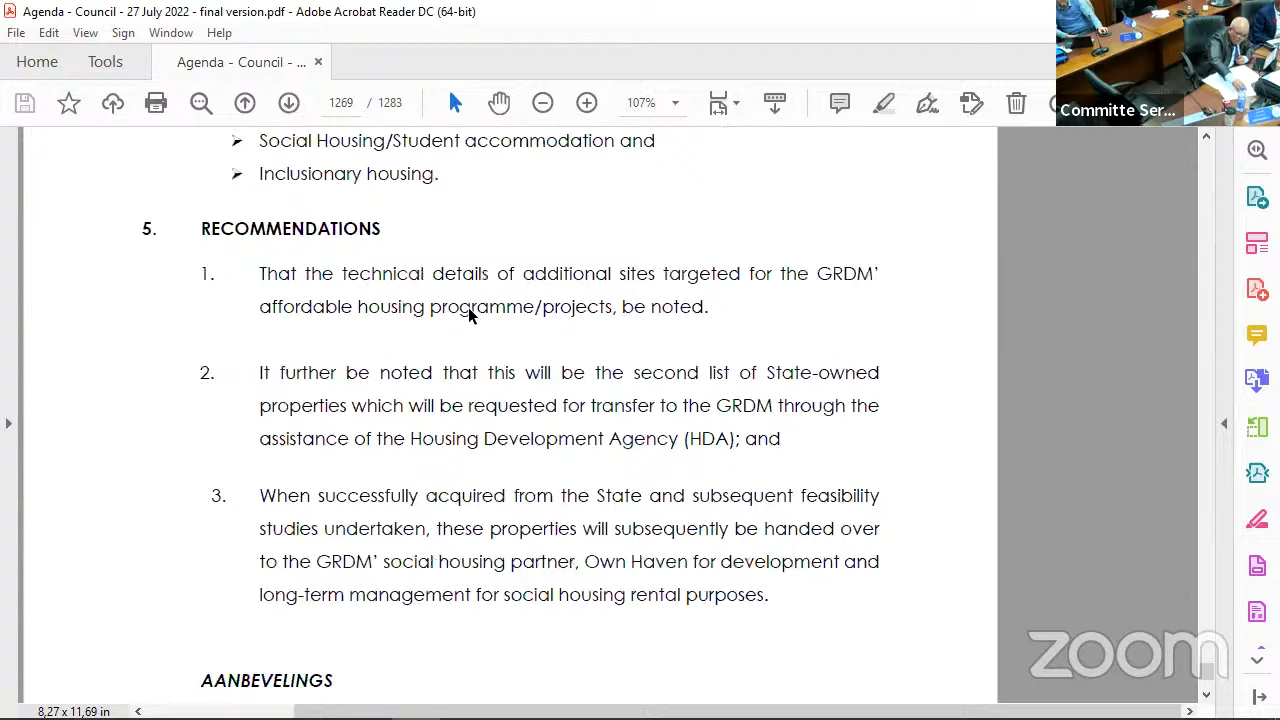 Agenda - Council - 27 July 2022 - final version.pdf - Adobe Acrobat Reader DC (64-bit)
File Edit View Sign Window Help
Home Tools Agenda - Council - ... ×
1269 / 1283 107%
Committe Ser...
➢ Social Housing/Student accommodation and
➢ Inclusionary housing.
5. RECOMMENDATIONS
1. That the technical details of additional sites targeted for the GRDM'
affordable housing programme/projects, be noted.
2. It further be noted that this will be the second list of State-owned
properties which will be requested for transfer to the GRDM through the
assistance of the Housing Development Agency (HDA); and
3. When successfully acquired from the State and subsequent feasibility
studies undertaken, these properties will subsequently be handed over
to the GRDM' social housing partner, Own Haven for development and
long-term management for social housing rental purposes.
zoom
AANBEVELINGS
8,27 x 11,69 in